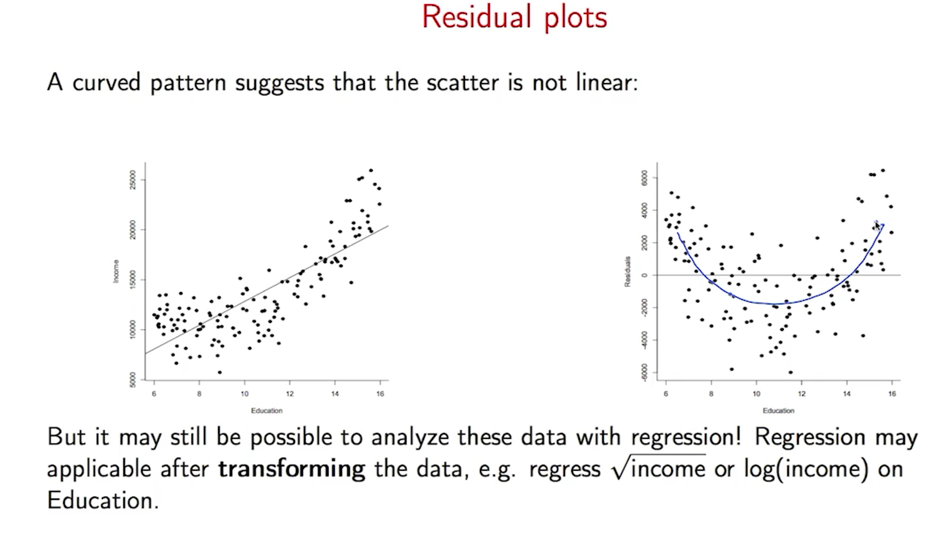 Residual plots
A curved pattern suggests that the scatter is not linear:
25000
20000
15000
10000
5000
Income
6 8 10 12 14 16
Education
6000
4000
2000
0
-2000
-4000
-6000
Residuals
6 8 10 12 14 16
Education
But it may still be possible to analyze these data with regression! Regression may
applicable after transforming the data, e.g. regress √income or log(income) on
Education.